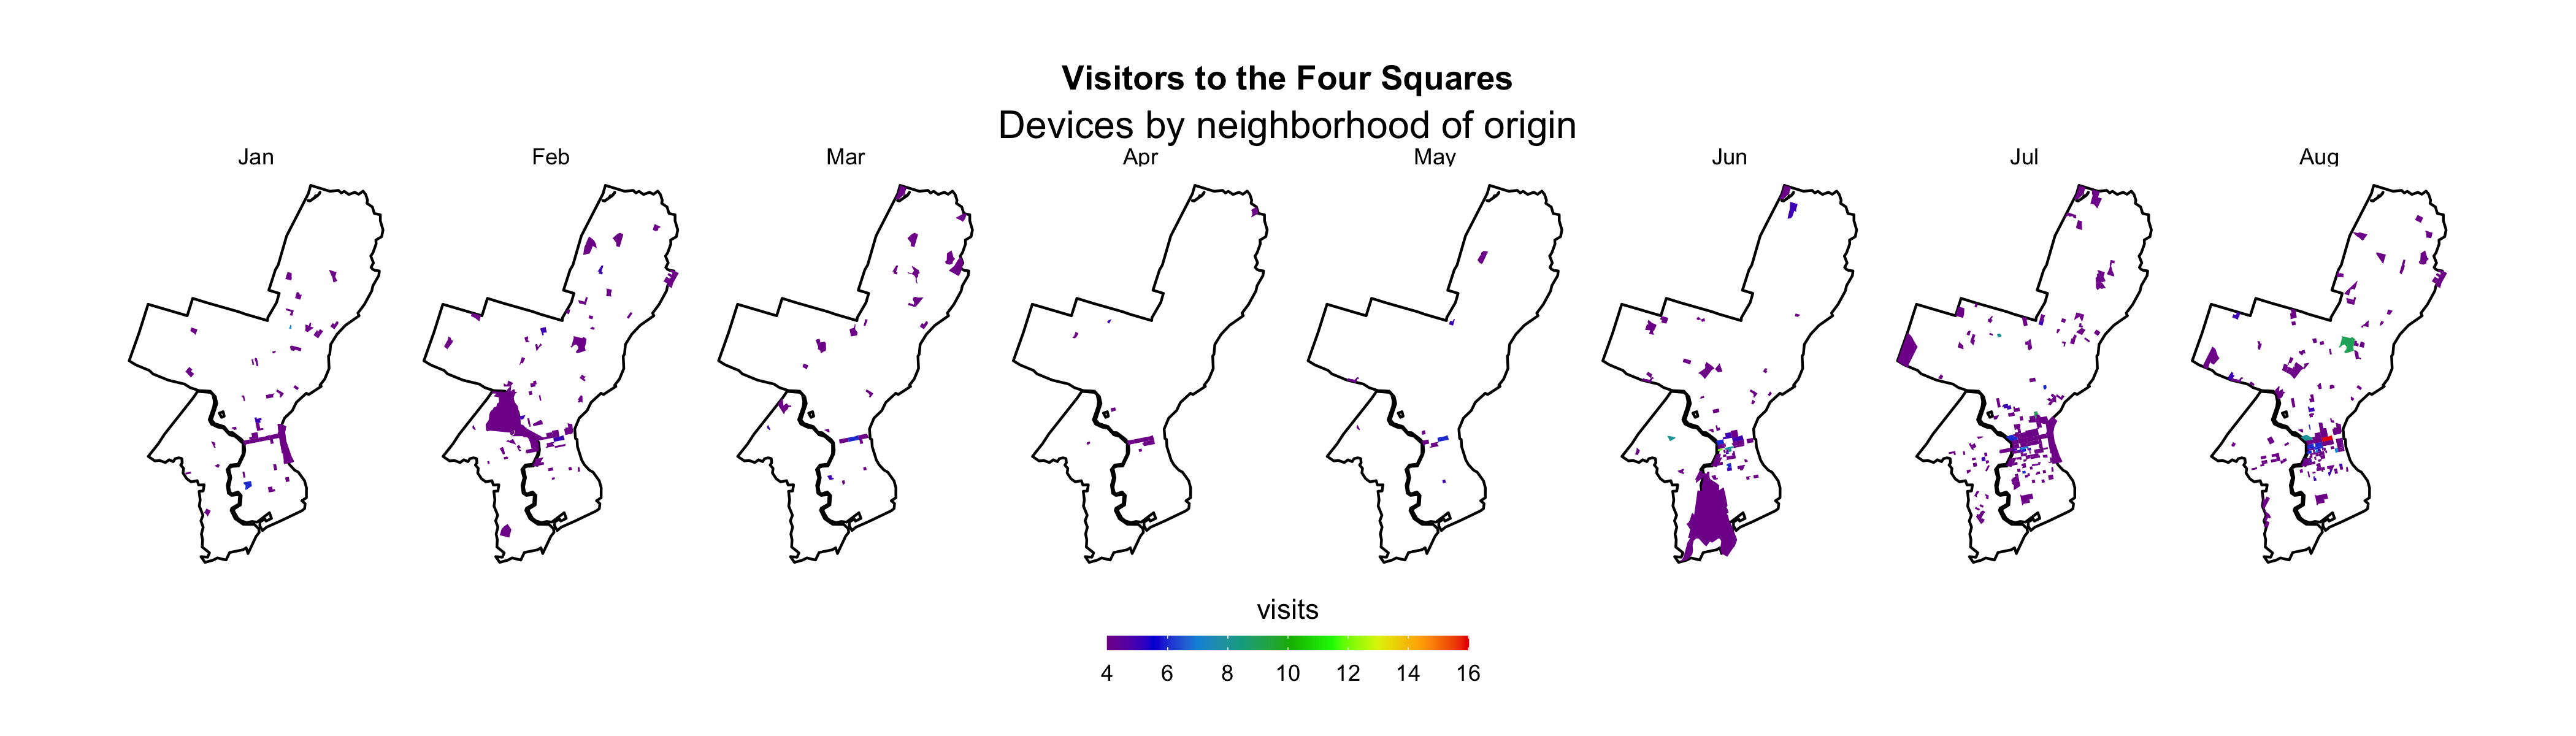 Visitors to the Four Squares
Devices by neighborhood of origin
Jan Feb Mar Apr May Jun Jul Aug
visits
4 6 8 10 12 14 16